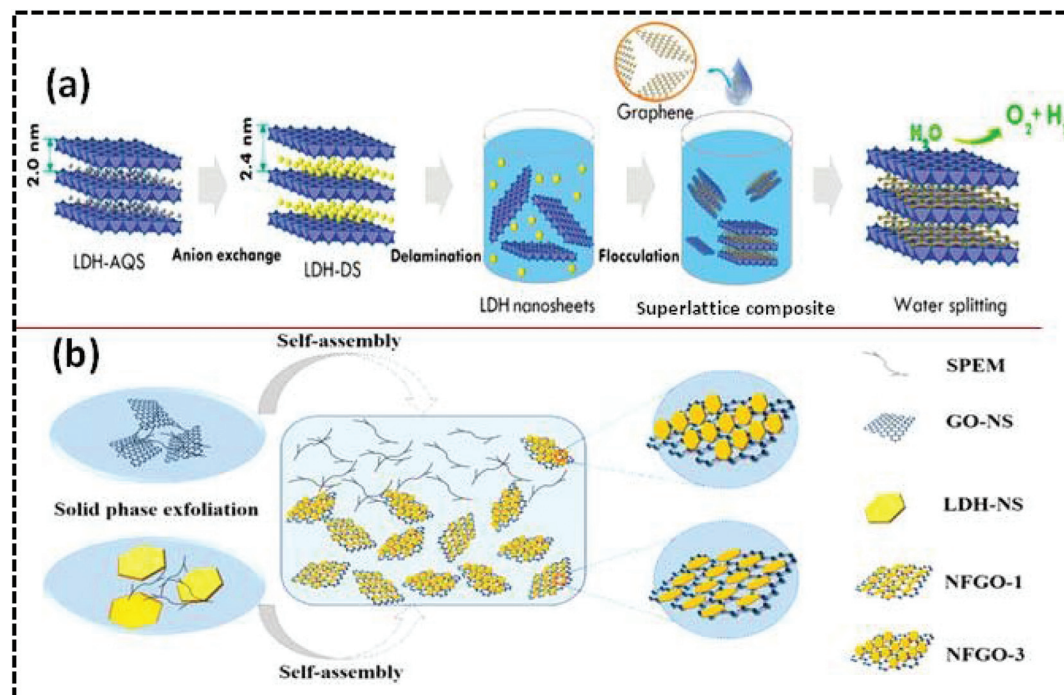 (a)
2.0 nm
LDH-AQS
Anion exchange
2.4 nm
LDH-DS
Delamination
LDH nanosheets
Flocculation
Graphene
Superlattice composite
H₂O
O₂ + H
Water splitting
(b)
Self-assembly
Solid phase exfoliation
Self-assembly
SPEM
GO-NS
LDH-NS
NFGO-1
NFGO-3